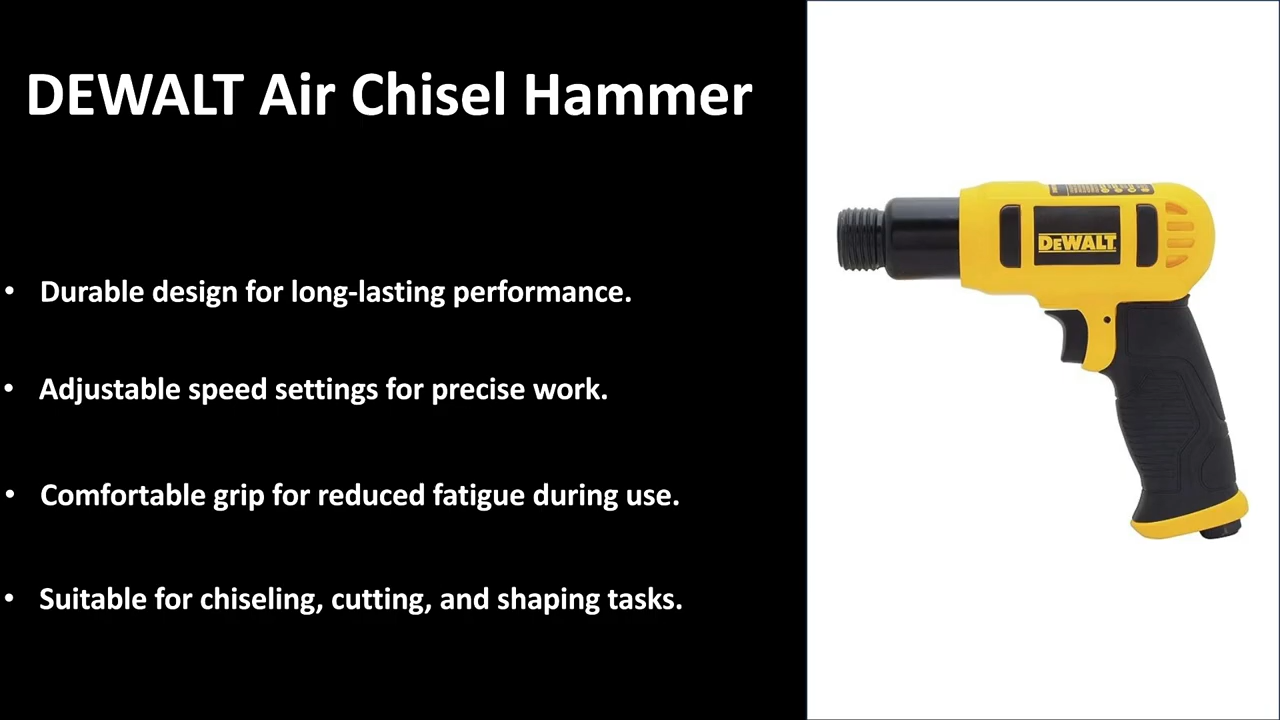 DEWALT Air Chisel Hammer
• Durable design for long-lasting performance.
• Adjustable speed settings for precise work.
• Comfortable grip for reduced fatigue during use.
• Suitable for chiseling, cutting, and shaping tasks.
DEWALT